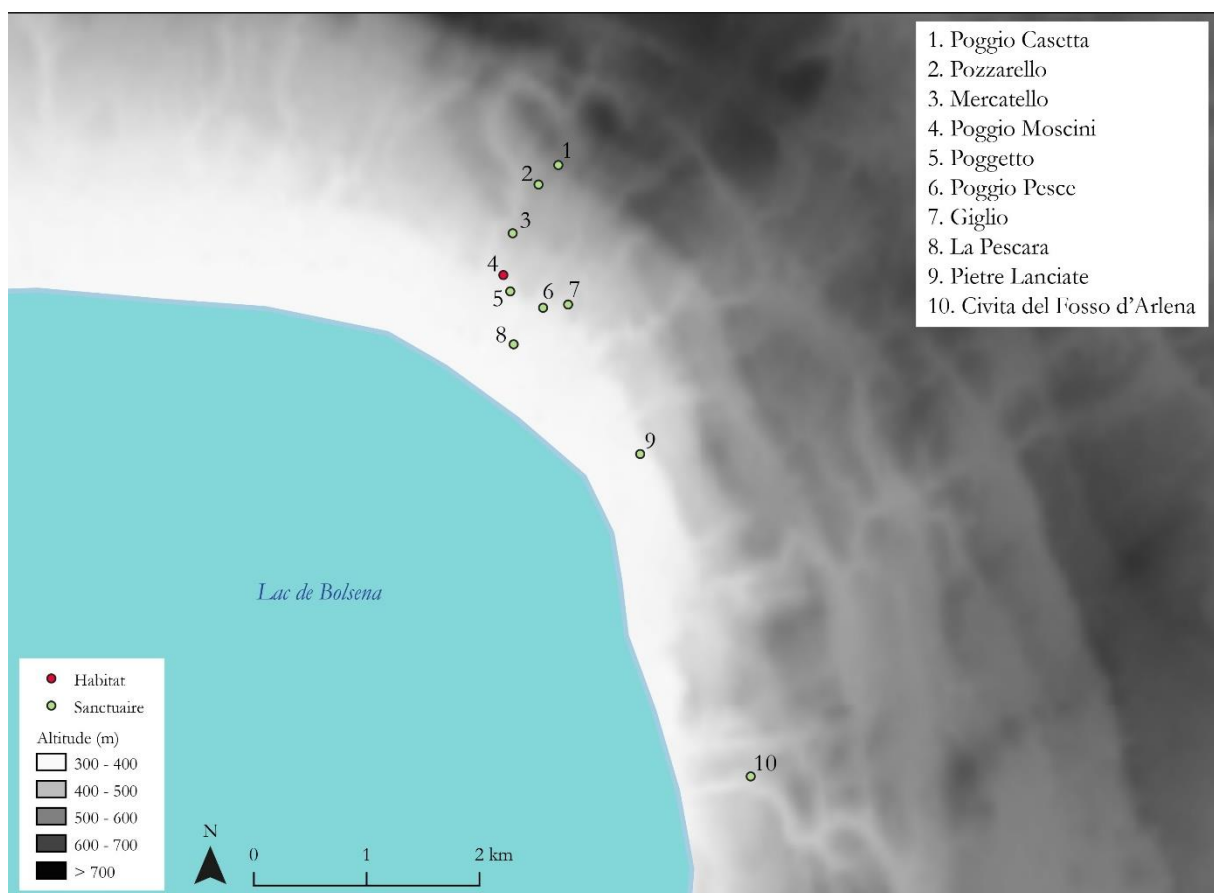 1. Poggio Casetta
2. Pozzarello
3. Mercatello
4. Poggio Moscini
5. Poggetto
6. Poggio Pesce
7. Giglio
8. La Pescara
9. Pietre Lanciate
10. Civita del Fosso d'Arlena
1
2
3
4
5
6
7
8
9
10
Lac de Bolsena
Habitat
Sanctuaire
Altitude (m)
300 - 400
400 - 500
500 - 600
600 - 700
> 700
N
0 1 2 km